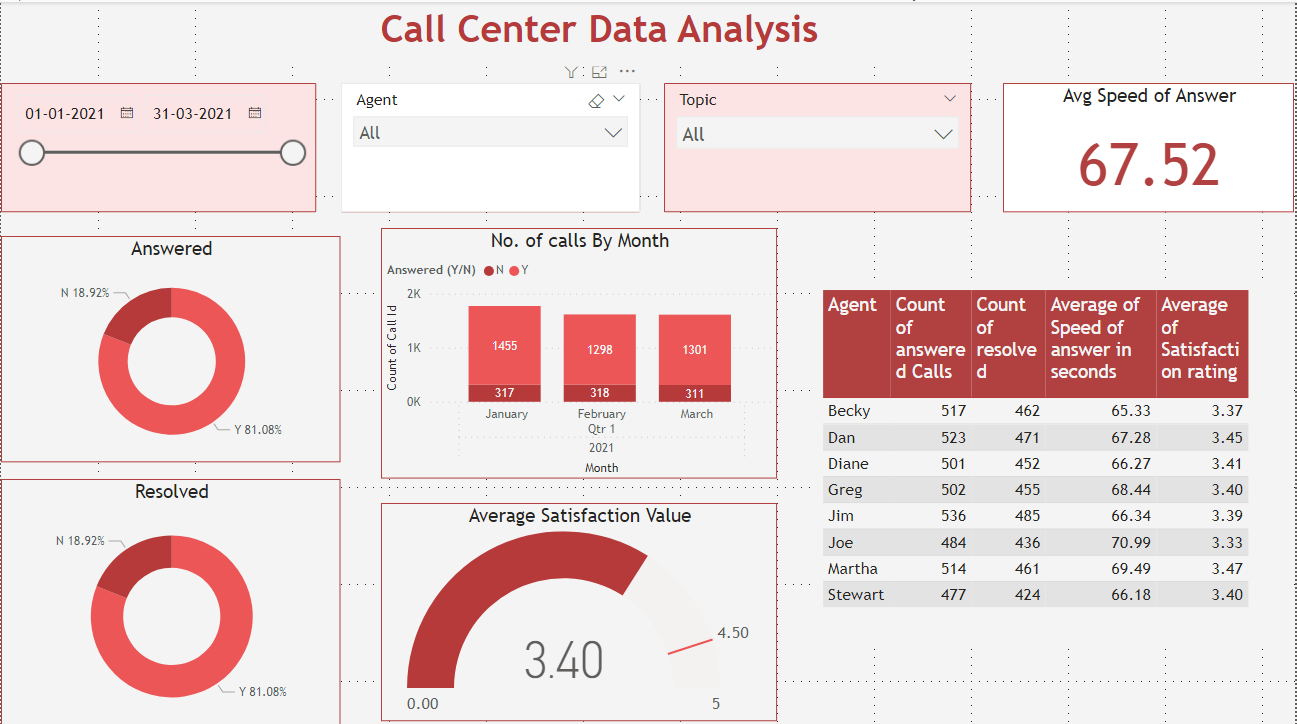 Call Center Data Analysis
01-01-2021 31-03-2021
Agent
All
Topic
All
Avg Speed of Answer
67.52
Answered
N 18.92%
Y 81.08%
Resolved
N 18.92%
Y 81.08%
No. of calls By Month
Answered (Y/N) N Y
Count of Call Id
2K
1K
0K
1455 1298 1301
317 318 311
January February March
Qtr 1
2021
Month
Average Satisfaction Value
4.50
3.40
0.00 5
Agent Count Count Average of Average
of of Speed of of
answere resolve answer in Satisfacti
d Calls d seconds on rating
Becky 517 462 65.33 3.37
Dan 523 471 67.28 3.45
Diane 501 452 66.27 3.41
Greg 502 455 68.44 3.40
Jim 536 485 66.34 3.39
Joe 484 436 70.99 3.33
Martha 514 461 69.49 3.47
Stewart 477 424 66.18 3.40